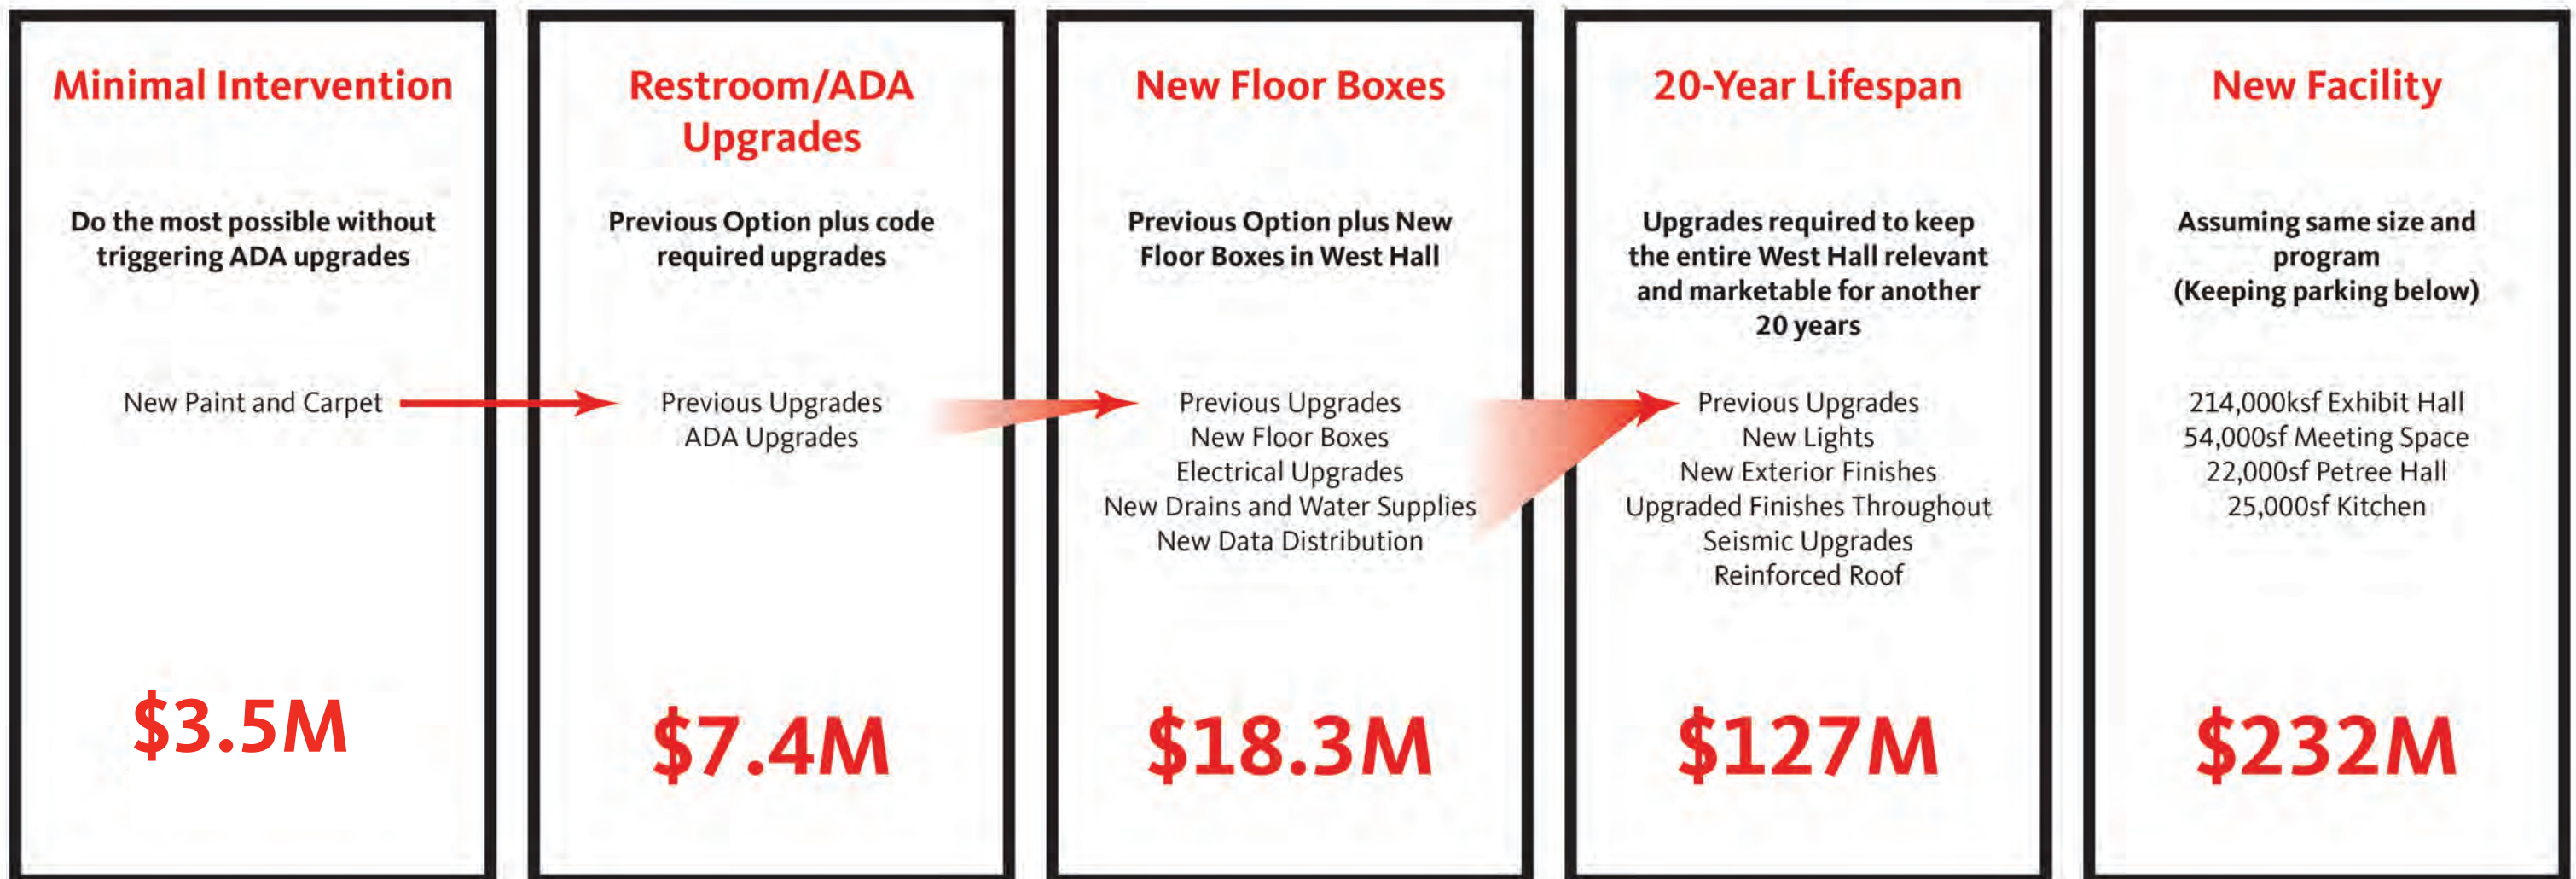 Minimal Intervention
Do the most possible without
triggering ADA upgrades
New Paint and Carpet
$3.5M
Restroom/ADA
Upgrades
Previous Option plus code
required upgrades
Previous Upgrades
ADA Upgrades
$7.4M
New Floor Boxes
Previous Option plus New
Floor Boxes in West Hall
Previous Upgrades
New Floor Boxes
Electrical Upgrades
New Drains and Water Supplies
New Data Distribution
$18.3M
20-Year Lifespan
Upgrades required to keep
the entire West Hall relevant
and marketable for another
20 years
Previous Upgrades
New Lights
New Exterior Finishes
Upgraded Finishes Throughout
Seismic Upgrades
Reinforced Roof
$127M
New Facility
Assuming same size and
program
(Keeping parking below)
214,000ksf Exhibit Hall
54,000sf Meeting Space
22,000sf Petree Hall
25,000sf Kitchen
$232M